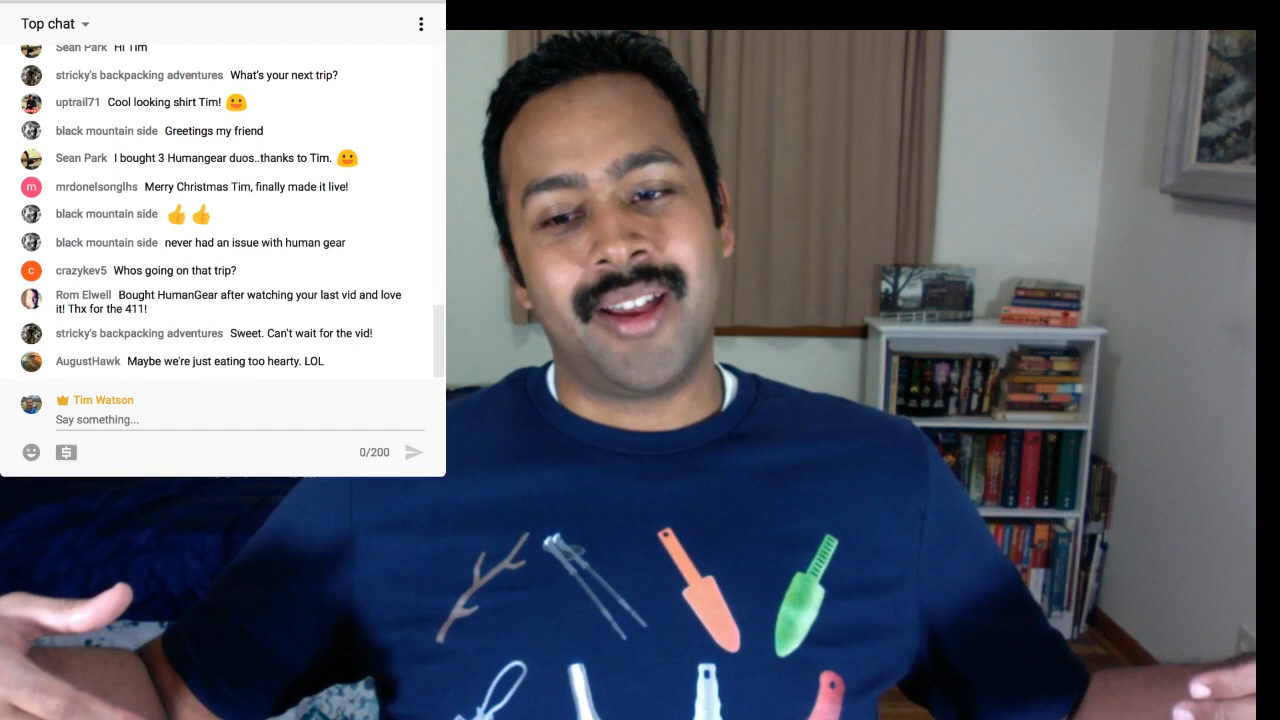 Top chat
Sean Park Hi Tim
stricky's backpacking adventures What's your next trip?
uptrail71 Cool looking shirt Tim!
black mountain side Greetings my friend
Sean Park I bought 3 Humangear duos..thanks to Tim.
m mrdonelsonglhs Merry Christmas Tim, finally made it live!
black mountain side
black mountain side never had an issue with human gear
c crazykev5 Whos going on that trip?
Rom Elwell Bought HumanGear after watching your last vid and love
it! Thx for the 411!
stricky's backpacking adventures Sweet. Can't wait for the vid!
AugustHawk Maybe we're just eating too hearty. LOL
Tim Watson
Say something...
$ 0/200